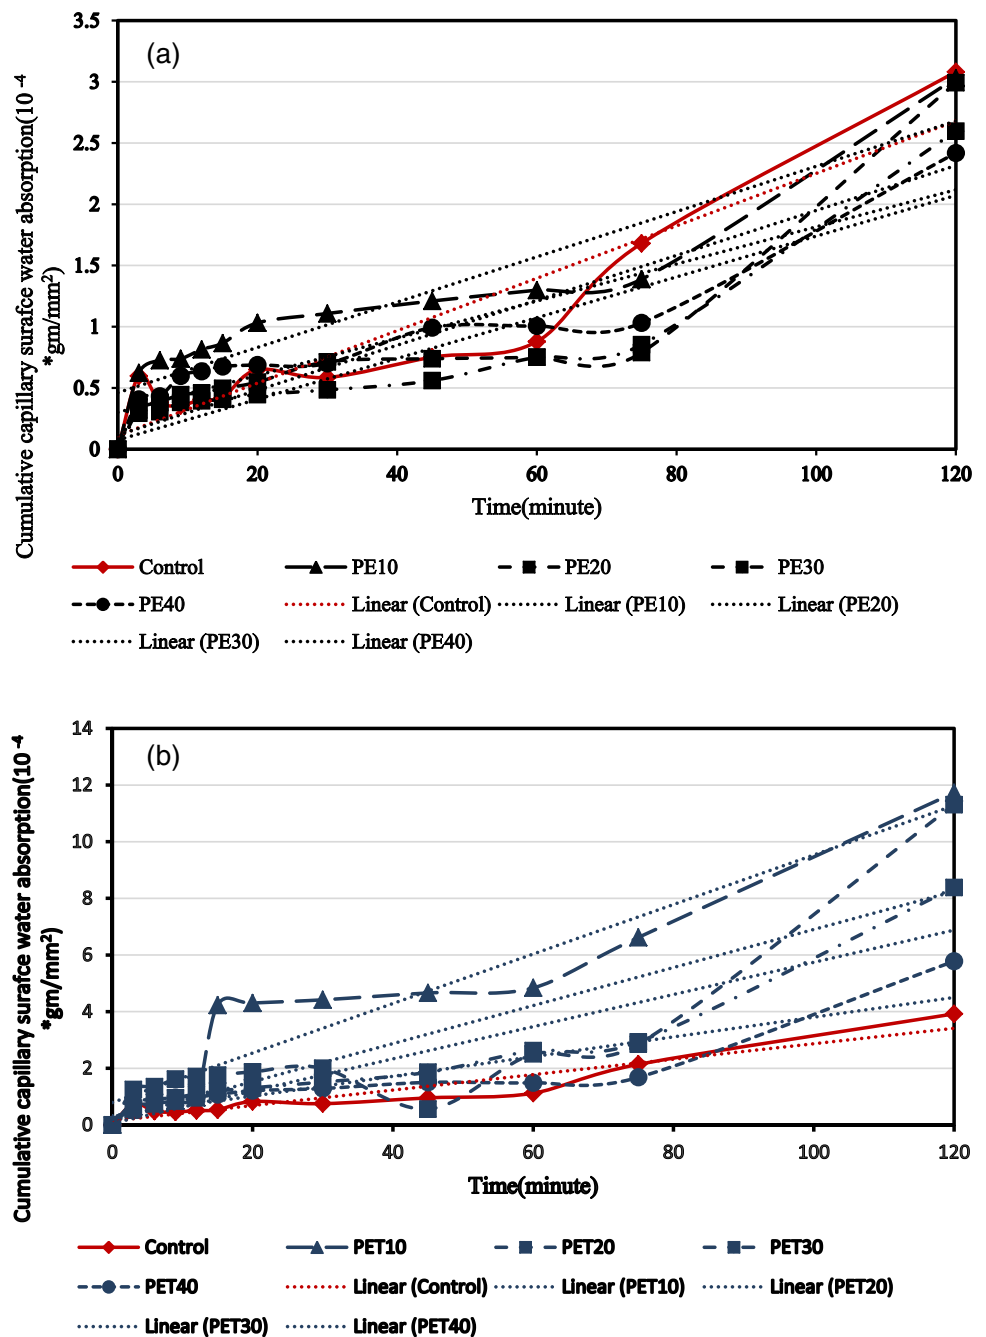 (a)
Cumulative capillary surafce water absorption(10 ⁻⁴
*gm/mm²)
3.5
3
2.5
2
1.5
1
0.5
0
0 20 40 60 80 100 120
Time(minute)
Control PE10 PE20 PE30
PE40 Linear (Control) Linear (PE10) Linear (PE20)
Linear (PE30) Linear (PE40)
(b)
Cumulative capillary surafce water absorption(10 ⁻⁴
*gm/mm²)
14
12
10
8
6
4
2
0
0 20 40 60 80 100 120
Time(minute)
Control PET10 PET20 PET30
PET40 Linear (Control) Linear (PET10) Linear (PET20)
Linear (PET30) Linear (PET40)